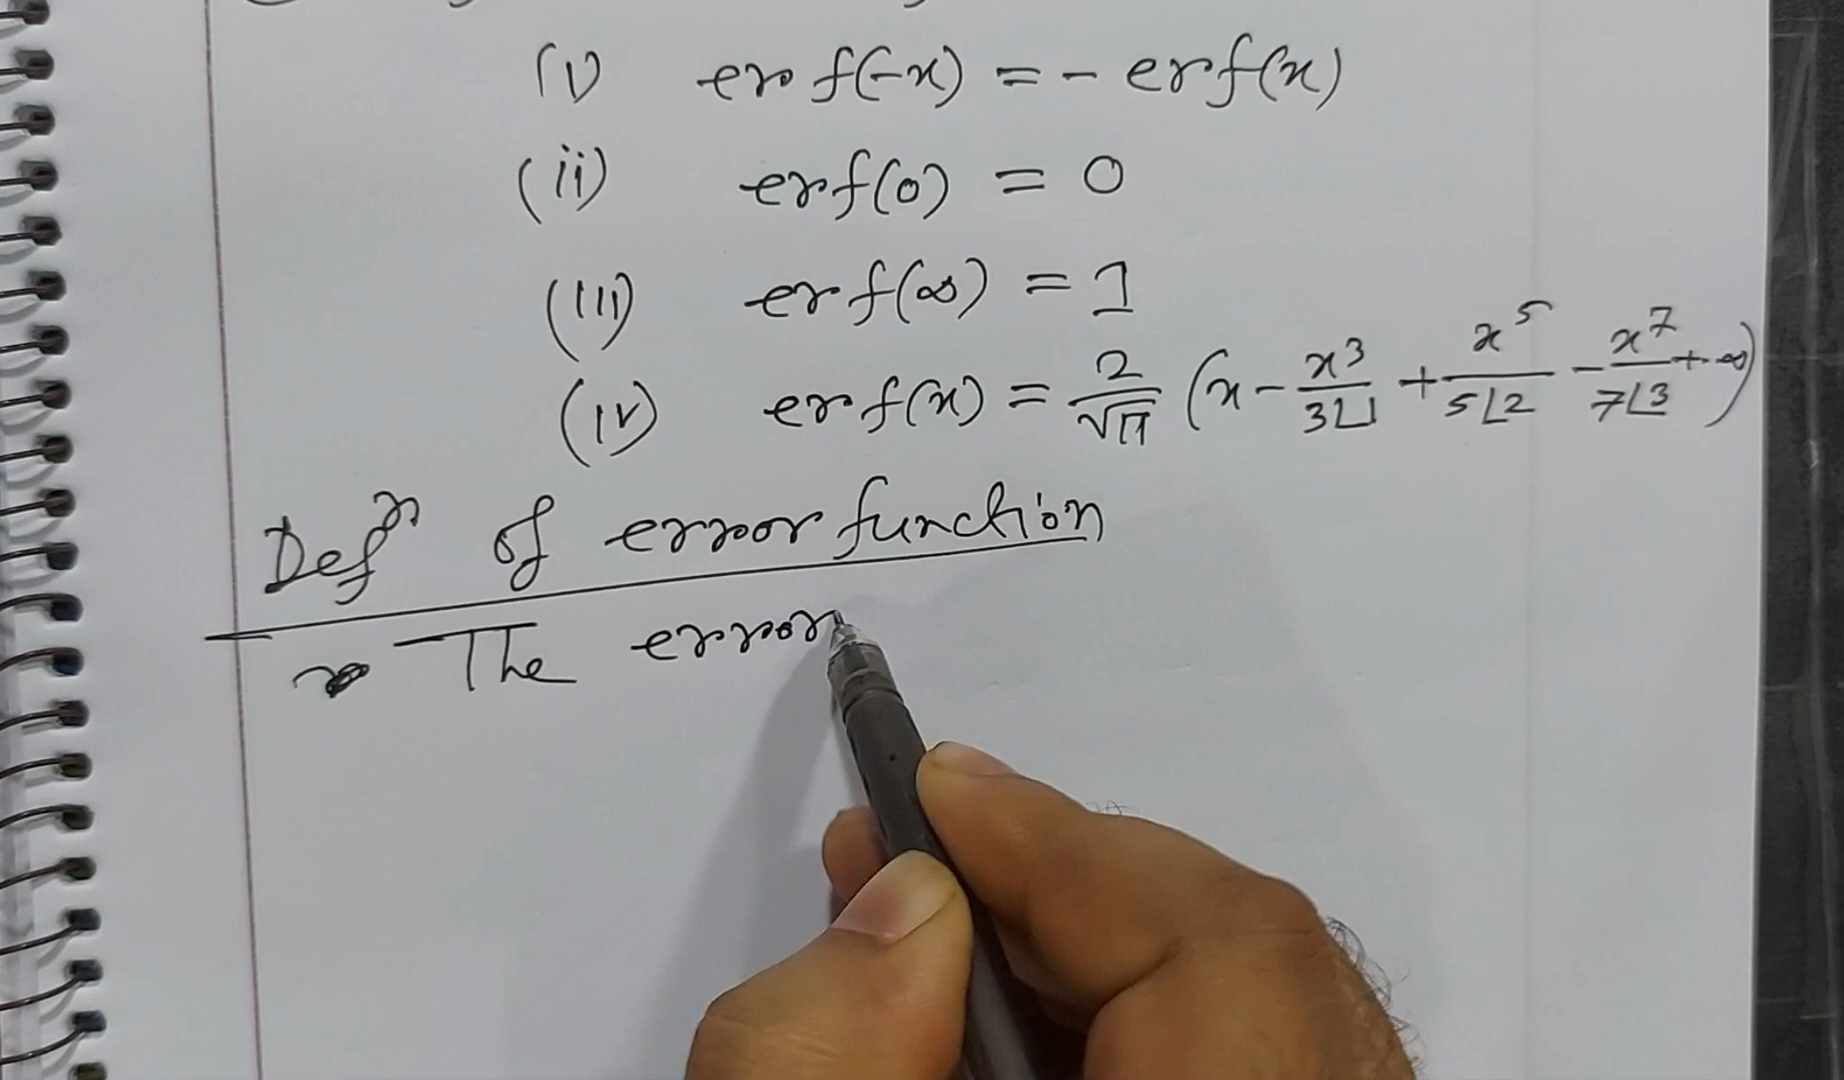 (i) erf(-x) = - erf(x)
(ii) erf(0) = 0
(iii) erf(∞) = 1
(iv) erf(x) = 2/√π (x - x³/3∟1 + x⁵/5∟2 - x⁷/7∟3 + -∞)
Defⁿ of error function
The error